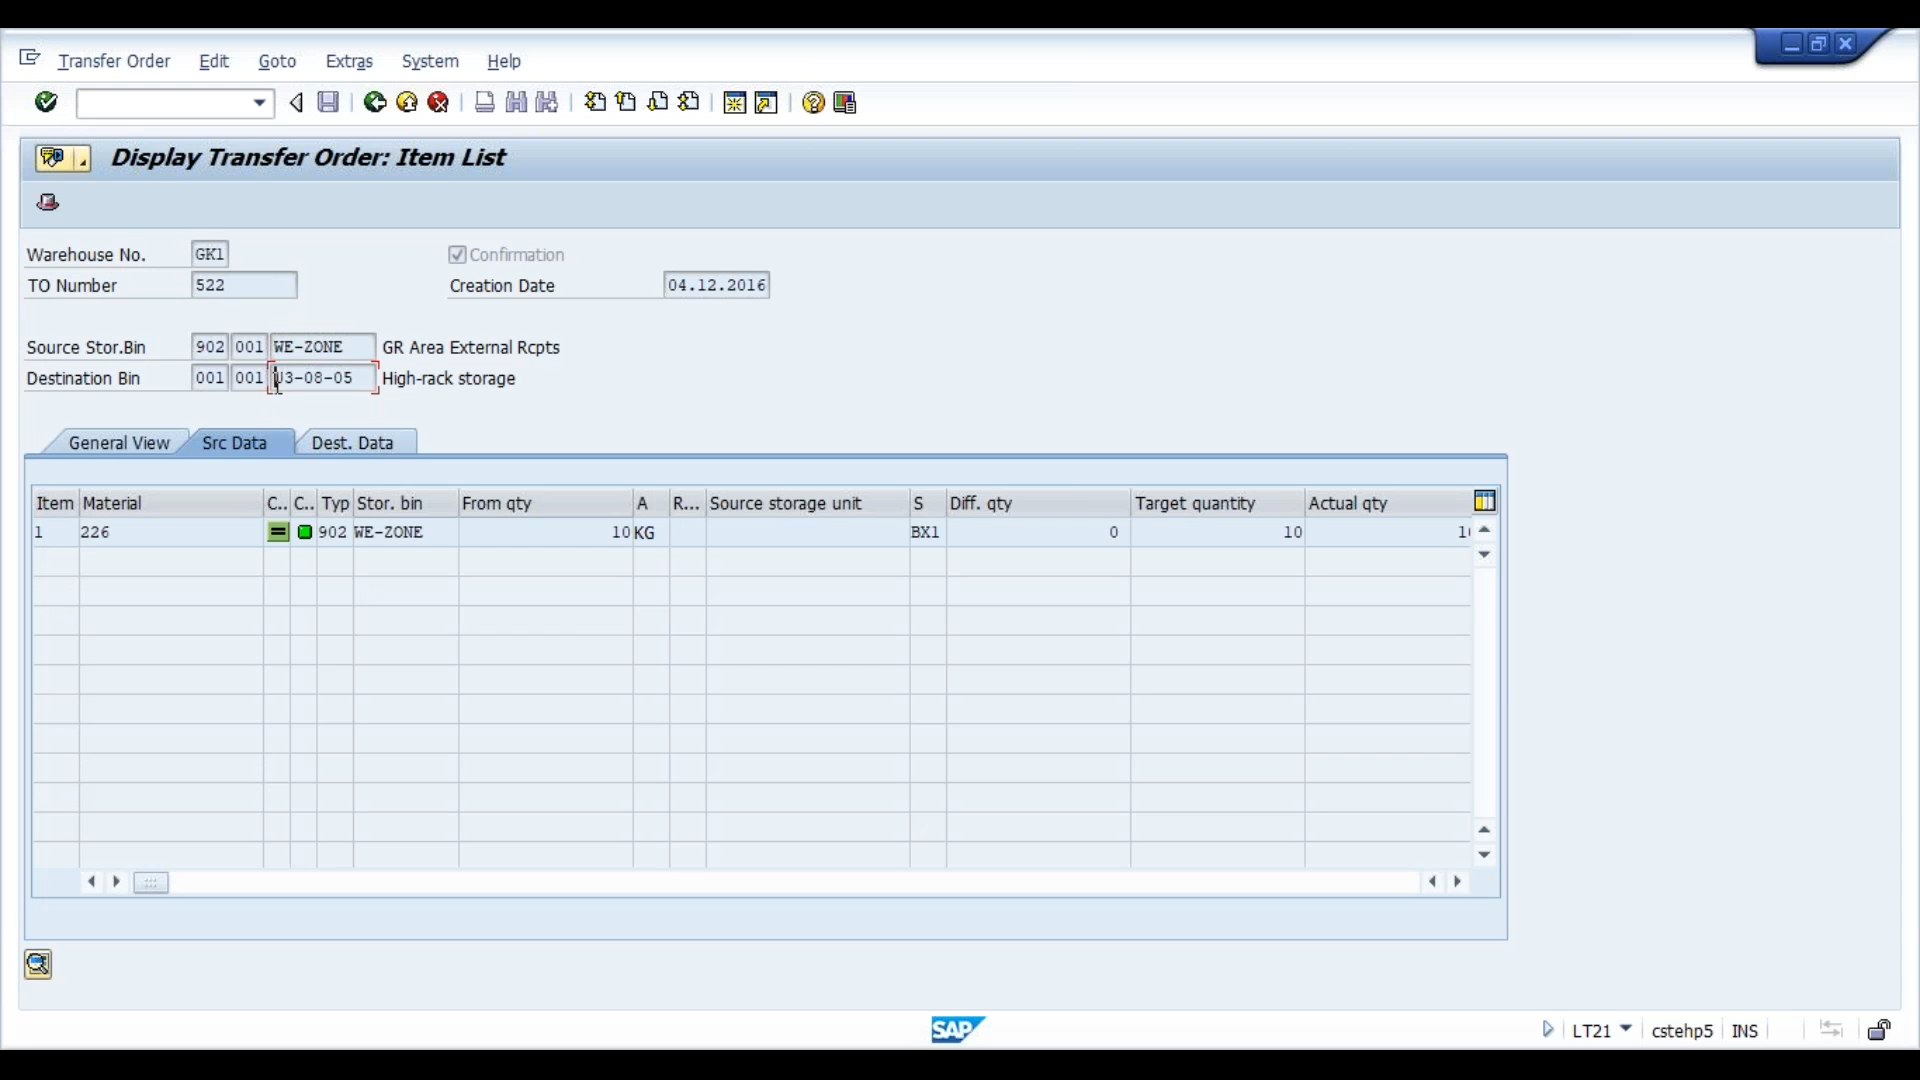 Transfer Order Edit Goto Extras System Help
Display Transfer Order: Item List
Warehouse No. GK1 Confirmation
TO Number 522 Creation Date 04.12.2016
Source Stor.Bin 902 001 WE-ZONE GR Area External Rcpts
Destination Bin 001 001 3-08-05 High-rack storage
General View Src Data Dest. Data
Item Material C.. C.. Typ Stor. bin From qty A R... Source storage unit S Diff. qty Target quantity Actual qty
1 226 902 WE-ZONE 10 KG BX1 0 10
SAP LT21 cstehp5 INS